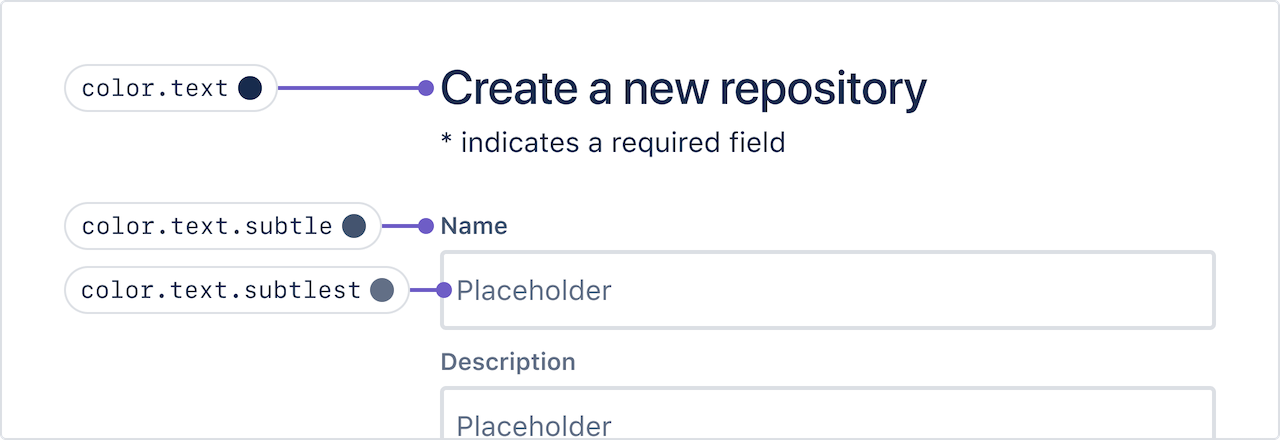 color.text
Create a new repository
* indicates a required field
color.text.subtle
Name
color.text.subtlest
Placeholder
Description
Placeholder